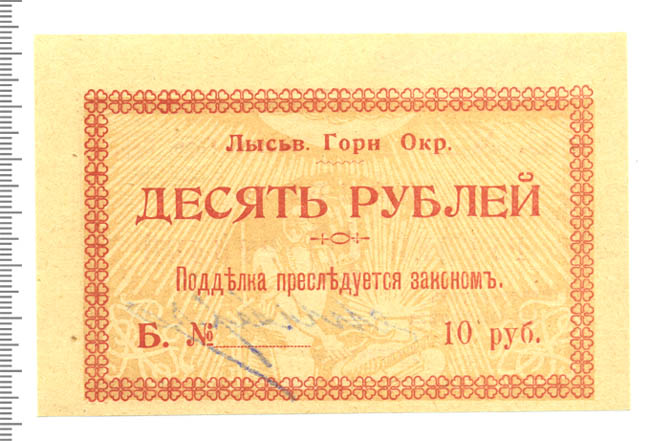 Лысьв. Горн Окр.
ДЕСЯТЬ РУБЛЕЙ
Поддѣлка преслѣдуется закономъ.
Б. № 10 руб.